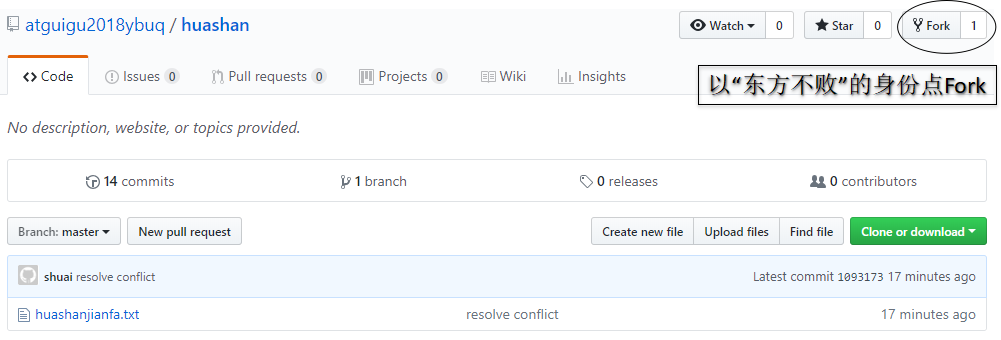 atguigu2018ybuq / huashan
Watch 0 Star 0 Fork 1
Code Issues 0 Pull requests 0 Projects 0 Wiki Insights
以“东方不败”的身份点Fork
No description, website, or topics provided.
14 commits 1 branch 0 releases 0 contributors
Branch: master New pull request Create new file Upload files Find file Clone or download
shuai resolve conflict Latest commit 1093173 17 minutes ago
huashanjianfa.txt resolve conflict 17 minutes ago